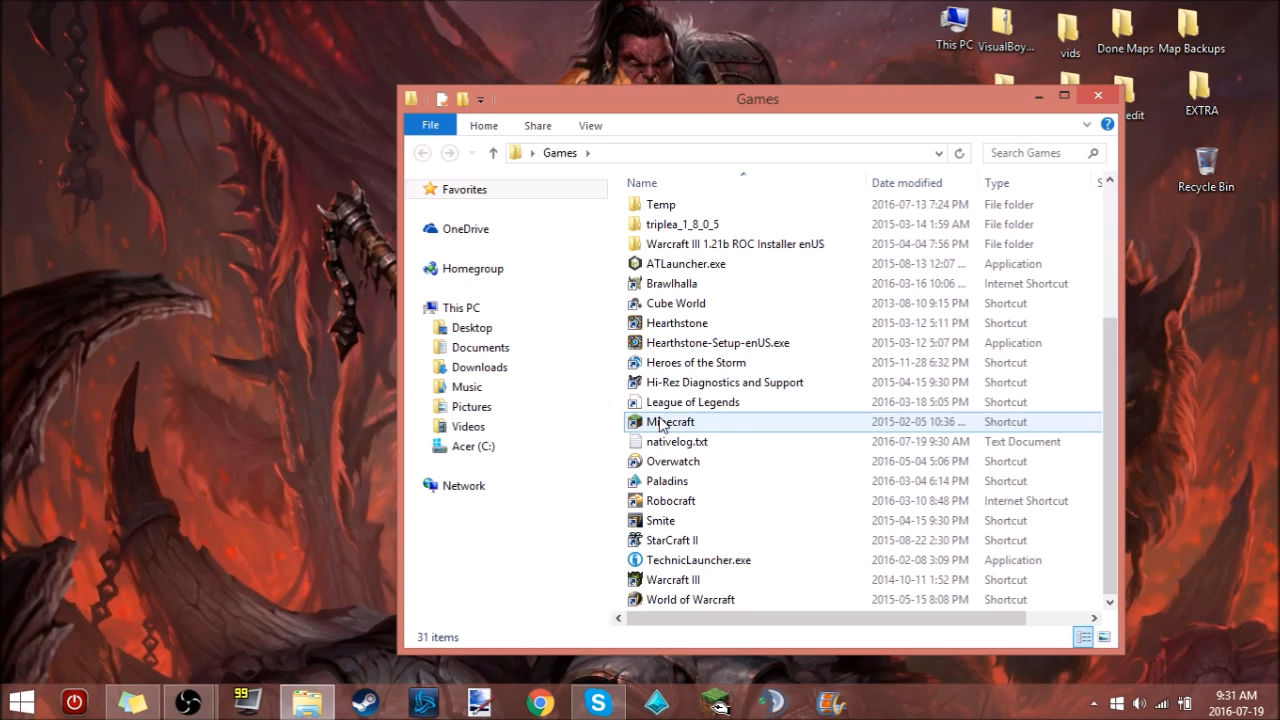 This PC
VisualBoy...
vids
Done Maps
Map Backups
edit
EXTRA
Recycle Bin
Games
File
Home
Share
View
Games
Search Games
Favorites
OneDrive
Homegroup
This PC
Desktop
Documents
Downloads
Music
Pictures
Videos
Acer (C:)
Network
Name Date modified Type S
Temp 2016-07-13 7:24 PM File folder
triplea_1_8_0_5 2015-03-14 1:59 AM File folder
Warcraft III 1.21b ROC Installer enUS 2015-04-04 7:56 PM File folder
ATLauncher.exe 2015-08-13 12:07 ... Application
Brawlhalla 2016-03-16 10:06 ... Internet Shortcut
Cube World 2013-08-10 9:15 PM Shortcut
Hearthstone 2015-03-12 5:11 PM Shortcut
Hearthstone-Setup-enUS.exe 2015-03-12 5:07 PM Application
Heroes of the Storm 2015-11-28 6:32 PM Shortcut
Hi-Rez Diagnostics and Support 2015-04-15 9:30 PM Shortcut
League of Legends 2016-03-18 5:05 PM Shortcut
Minecraft 2015-02-05 10:36 ... Shortcut
nativelog.txt 2016-07-19 9:30 AM Text Document
Overwatch 2016-05-04 5:06 PM Shortcut
Paladins 2016-03-04 6:14 PM Shortcut
Robocraft 2016-03-10 8:48 PM Internet Shortcut
Smite 2015-04-15 9:30 PM Shortcut
StarCraft II 2015-08-22 2:30 PM Shortcut
TechnicLauncher.exe 2016-02-08 3:09 PM Application
Warcraft III 2014-10-11 1:52 PM Shortcut
World of Warcraft 2015-05-15 8:08 PM Shortcut
31 items
99
9:31 AM
2016-07-19